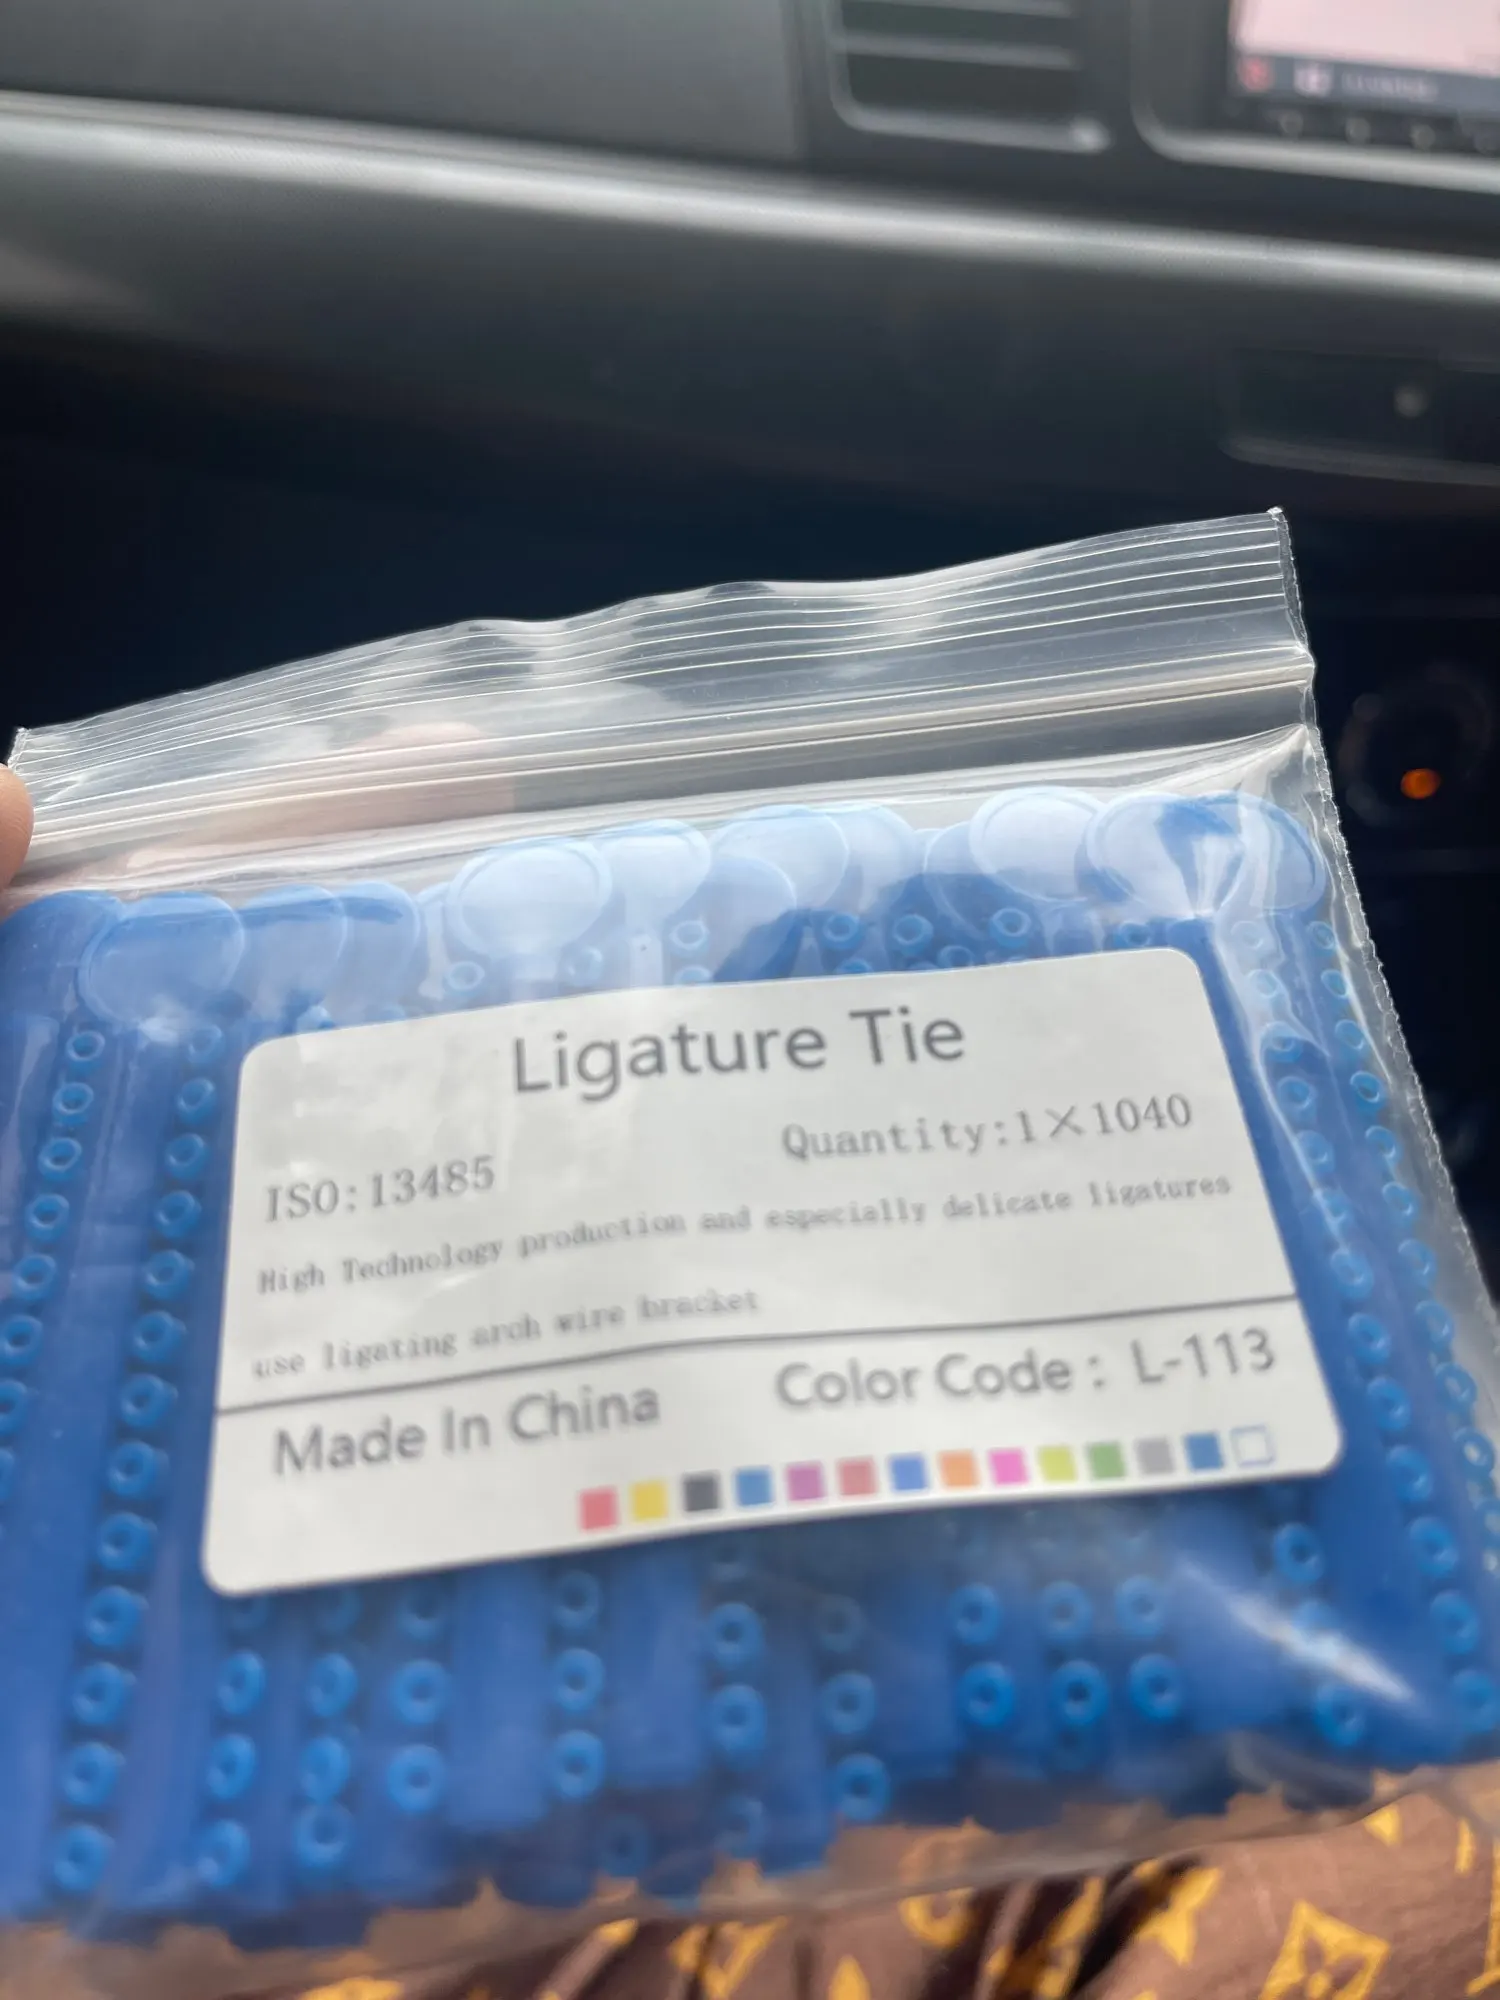 Ligature Tie
Quantity:1×1040
ISO:13485
High Technology production and especially delicate ligatures
use ligating arch wire bracket
Made In China
Color Code : L-113